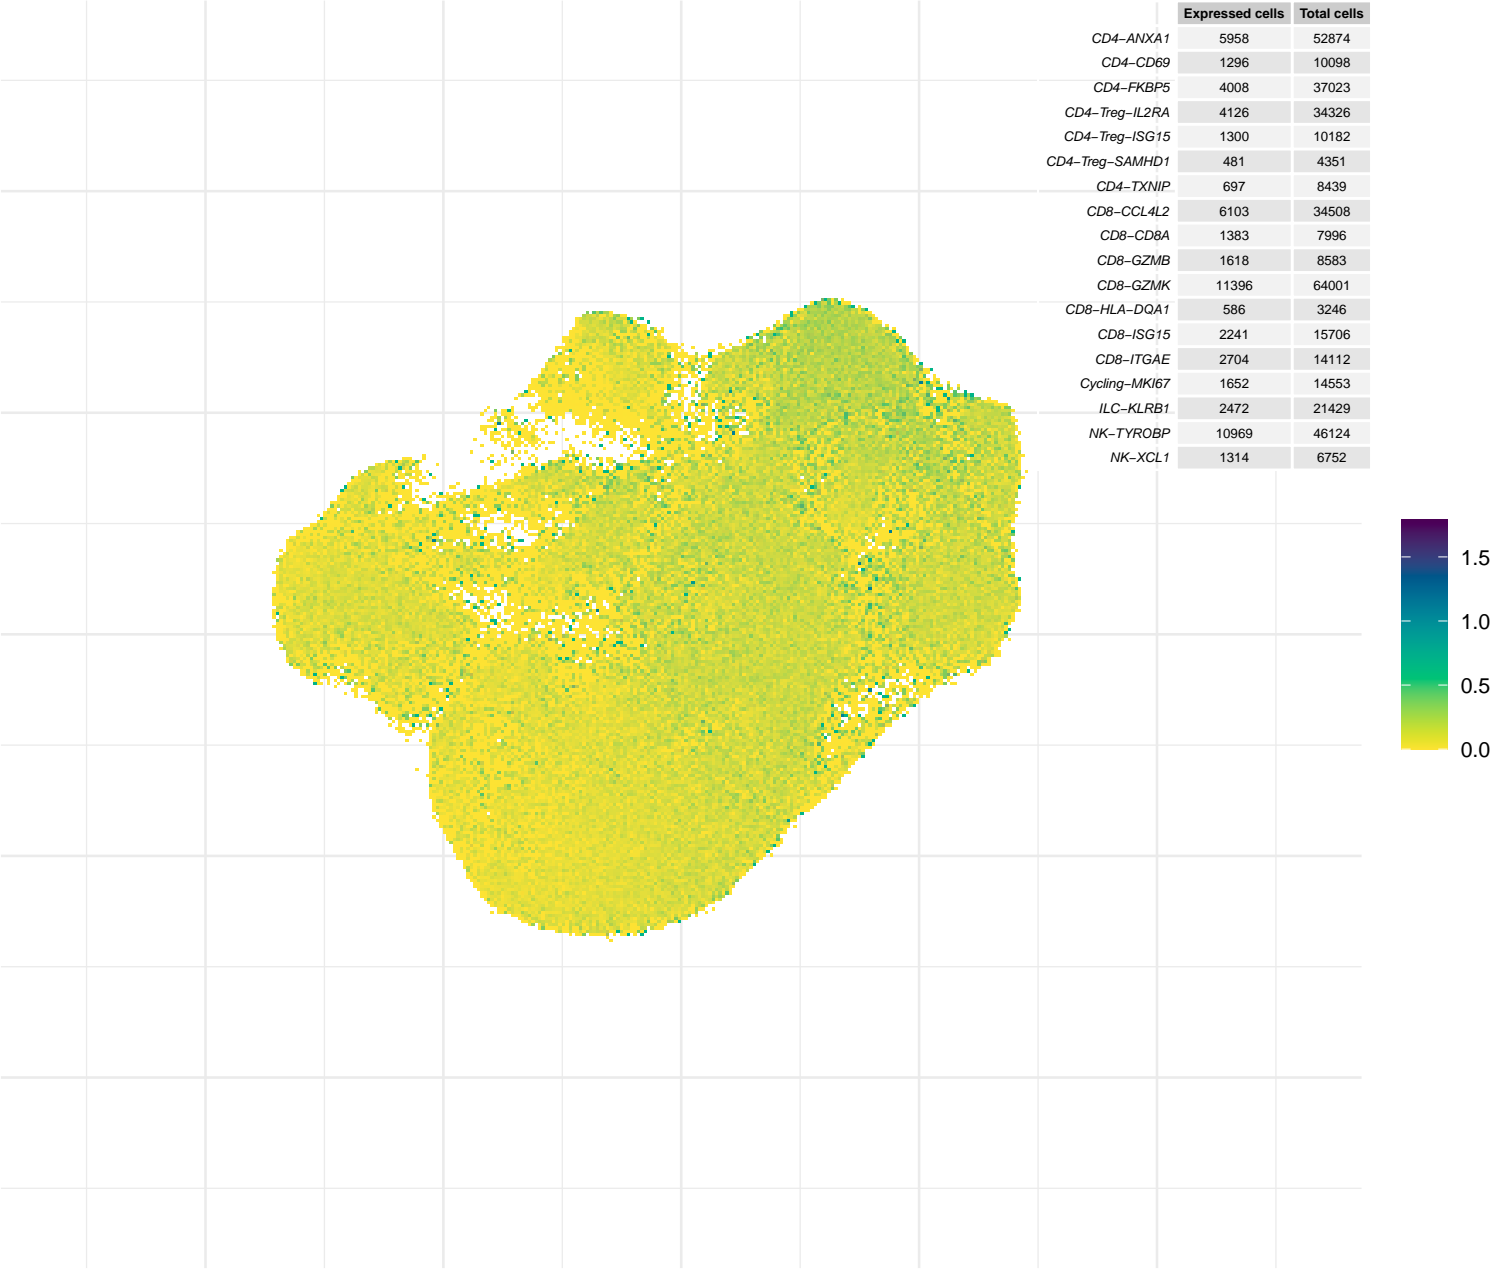 Expressed cells Total cells
CD4−ANXA1 5958 52874
CD4−CD69 1296 10098
CD4−FKBP5 4008 37023
CD4−Treg−IL2RA 4126 34326
CD4−Treg−ISG15 1300 10182
CD4−Treg−SAMHD1 481 4351
CD4−TXNIP 697 8439
CD8−CCL4L2 6103 34508
CD8−CD8A 1383 7996
CD8−GZMB 1618 8583
CD8−GZMK 11396 64001
CD8−HLA−DQA1 586 3246
CD8−ISG15 2241 15706
CD8−ITGAE 2704 14112
Cycling−MKI67 1652 14553
ILC−KLRB1 2472 21429
NK−TYROBP 10969 46124
NK−XCL1 1314 6752
1.5
1.0
0.5
0.0